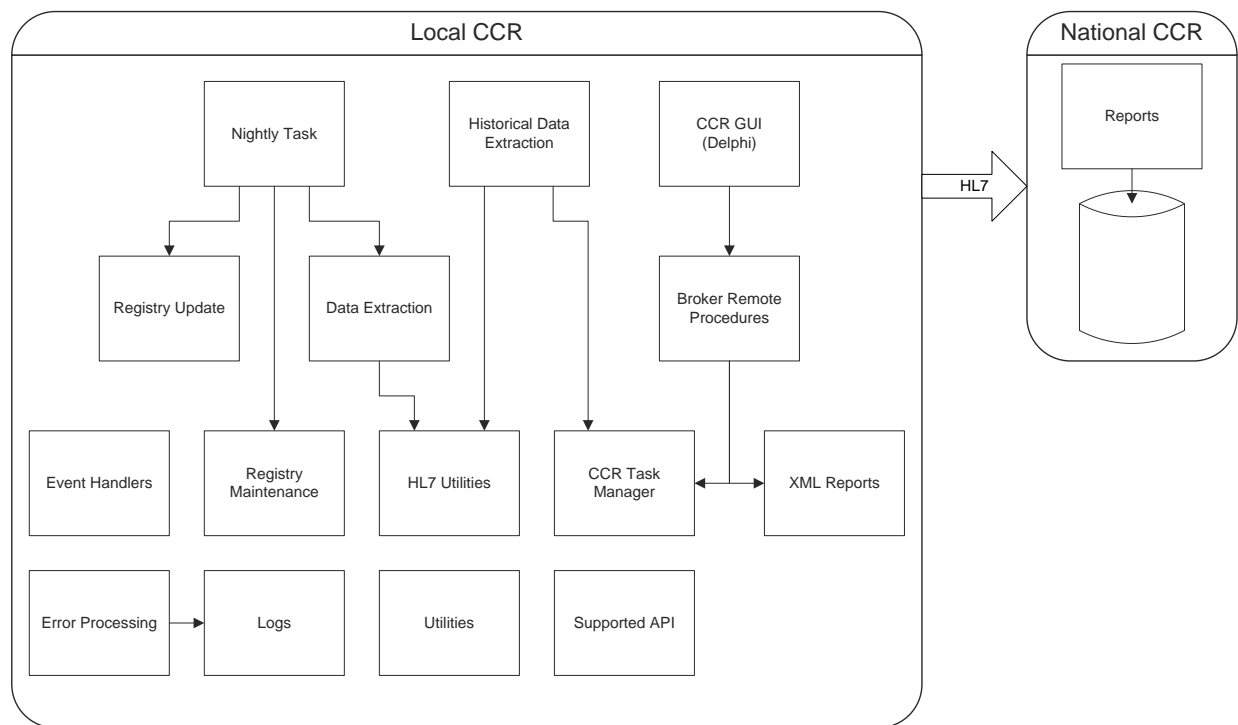 Local CCR
National CCR
Nightly Task
Historical Data
Extraction
CCR GUI
(Delphi)
Reports
HL7
Registry Update
Data Extraction
Broker Remote
Procedures
Event Handlers
Registry
Maintenance
HL7 Utilities
CCR Task
Manager
XML Reports
Error Processing
Logs
Utilities
Supported API